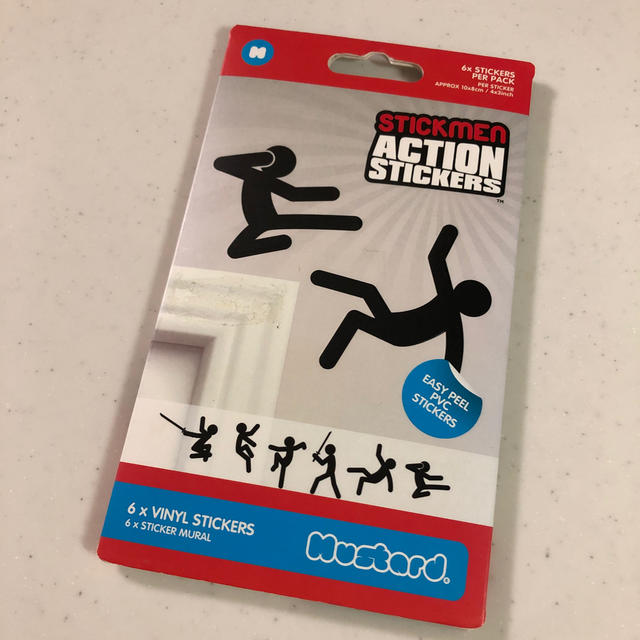 M
6x STICKERS
PER PACK
PER STICKER
APPROX 10x8cm / 4x3inch
STICKMEN
ACTION
STICKERS
TM
EASY PEEL
PVC
STICKERS
6 x VINYL STICKERS
6 x STICKER MURAL
Mustard®